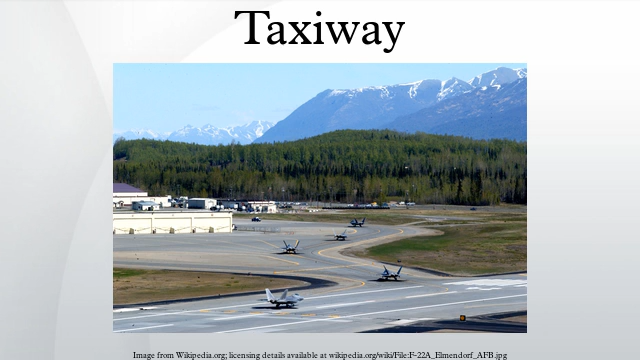 Taxiway
Image from Wikipedia.org; licensing details available at wikipedia.org/wiki/File:F-22A_Elmendorf_AFB.jpg